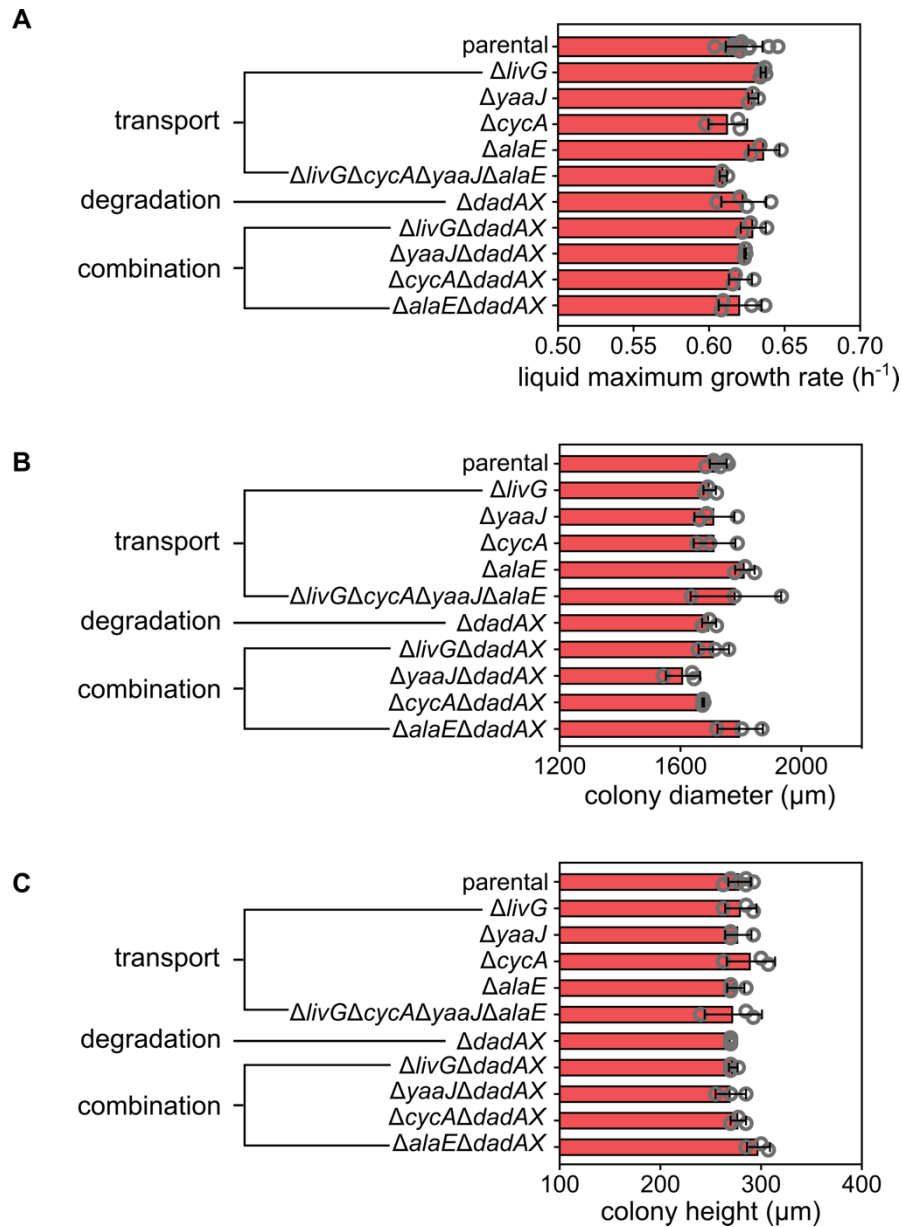 A
parental
ΔlivG
ΔyaaJ
transport
ΔcycA
ΔalaE
ΔlivGΔcycAΔyaaJΔalaE
degradation
ΔdadAX
ΔlivGΔdadAX
combination
ΔyaaJΔdadAX
ΔcycAΔdadAX
ΔalaEΔdadAX
0.50 0.55 0.60 0.65 0.70
liquid maximum growth rate (h⁻¹)
B
parental
ΔlivG
ΔyaaJ
transport
ΔcycA
ΔalaE
ΔlivGΔcycAΔyaaJΔalaE
degradation
ΔdadAX
ΔlivGΔdadAX
combination
ΔyaaJΔdadAX
ΔcycAΔdadAX
ΔalaEΔdadAX
1200 1600 2000
colony diameter (μm)
C
parental
ΔlivG
ΔyaaJ
transport
ΔcycA
ΔalaE
ΔlivGΔcycAΔyaaJΔalaE
degradation
ΔdadAX
ΔlivGΔdadAX
combination
ΔyaaJΔdadAX
ΔcycAΔdadAX
ΔalaEΔdadAX
100 200 300 400
colony height (μm)